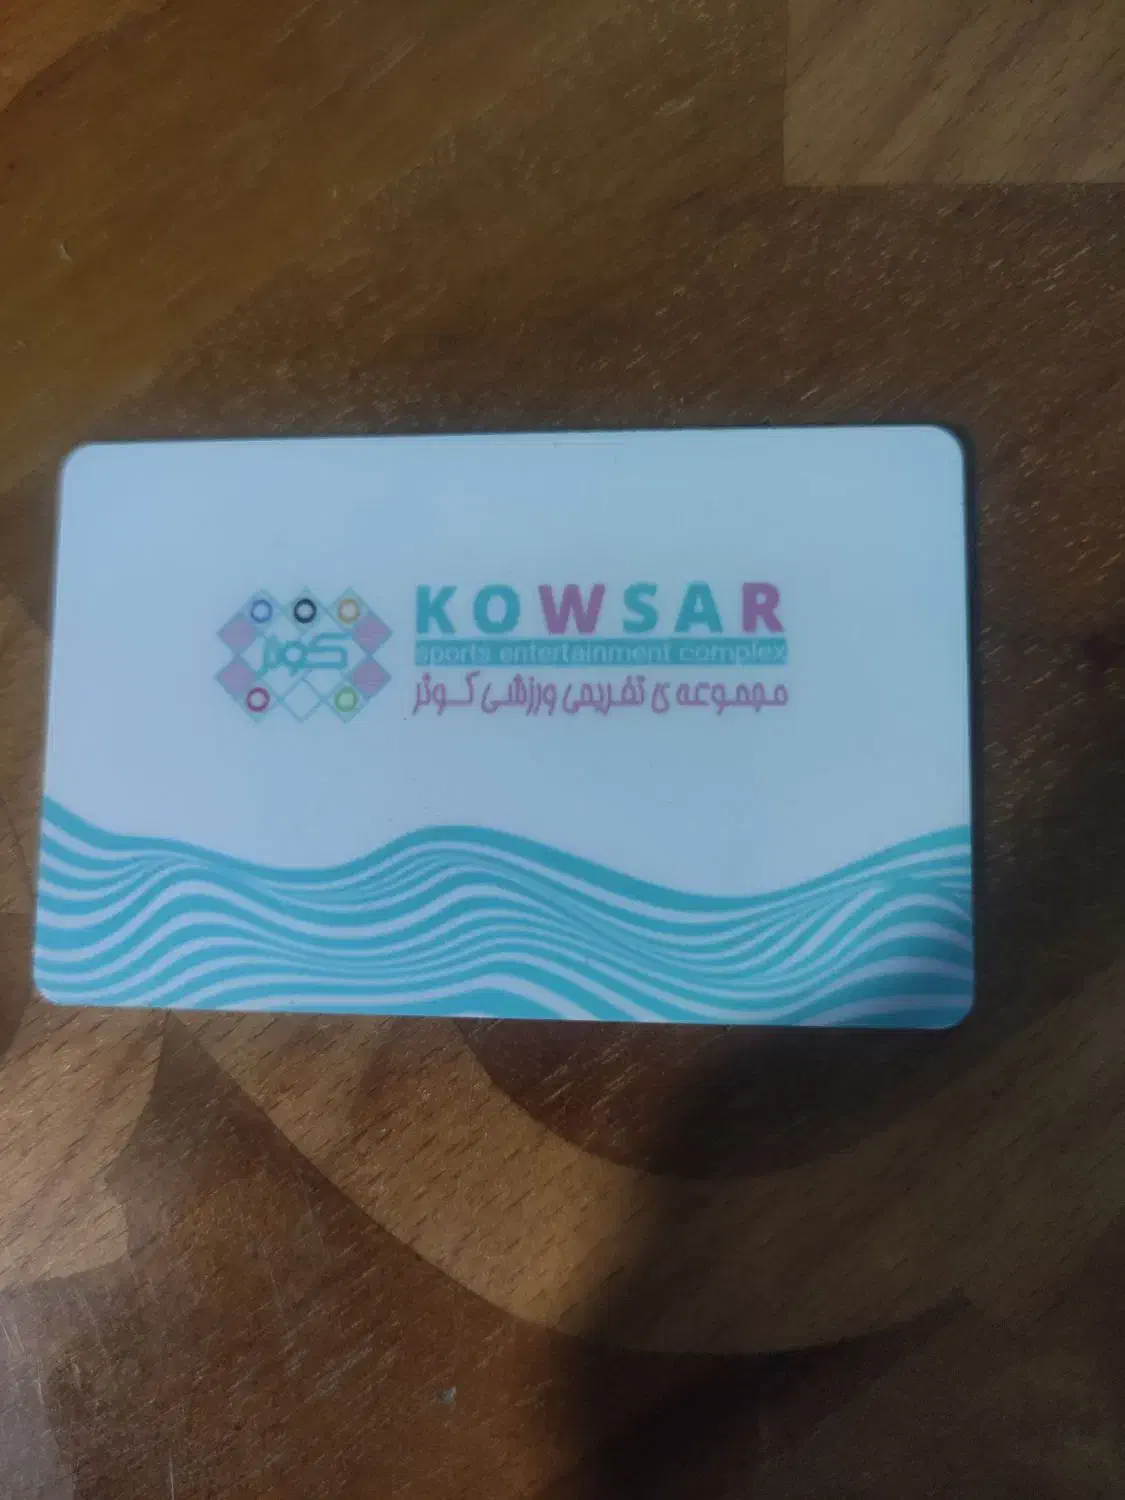 کوثر
KOWSAR
sports entertainment complex
مجموعه ی تفریحی ورزشی کوثر